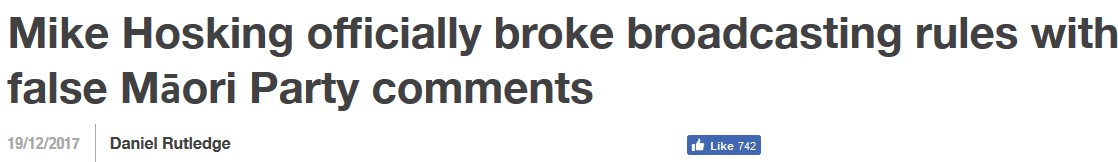 Mike Hosking officially broke broadcasting rules with
false Māori Party comments
19/12/2017 Daniel Rutledge Like 742